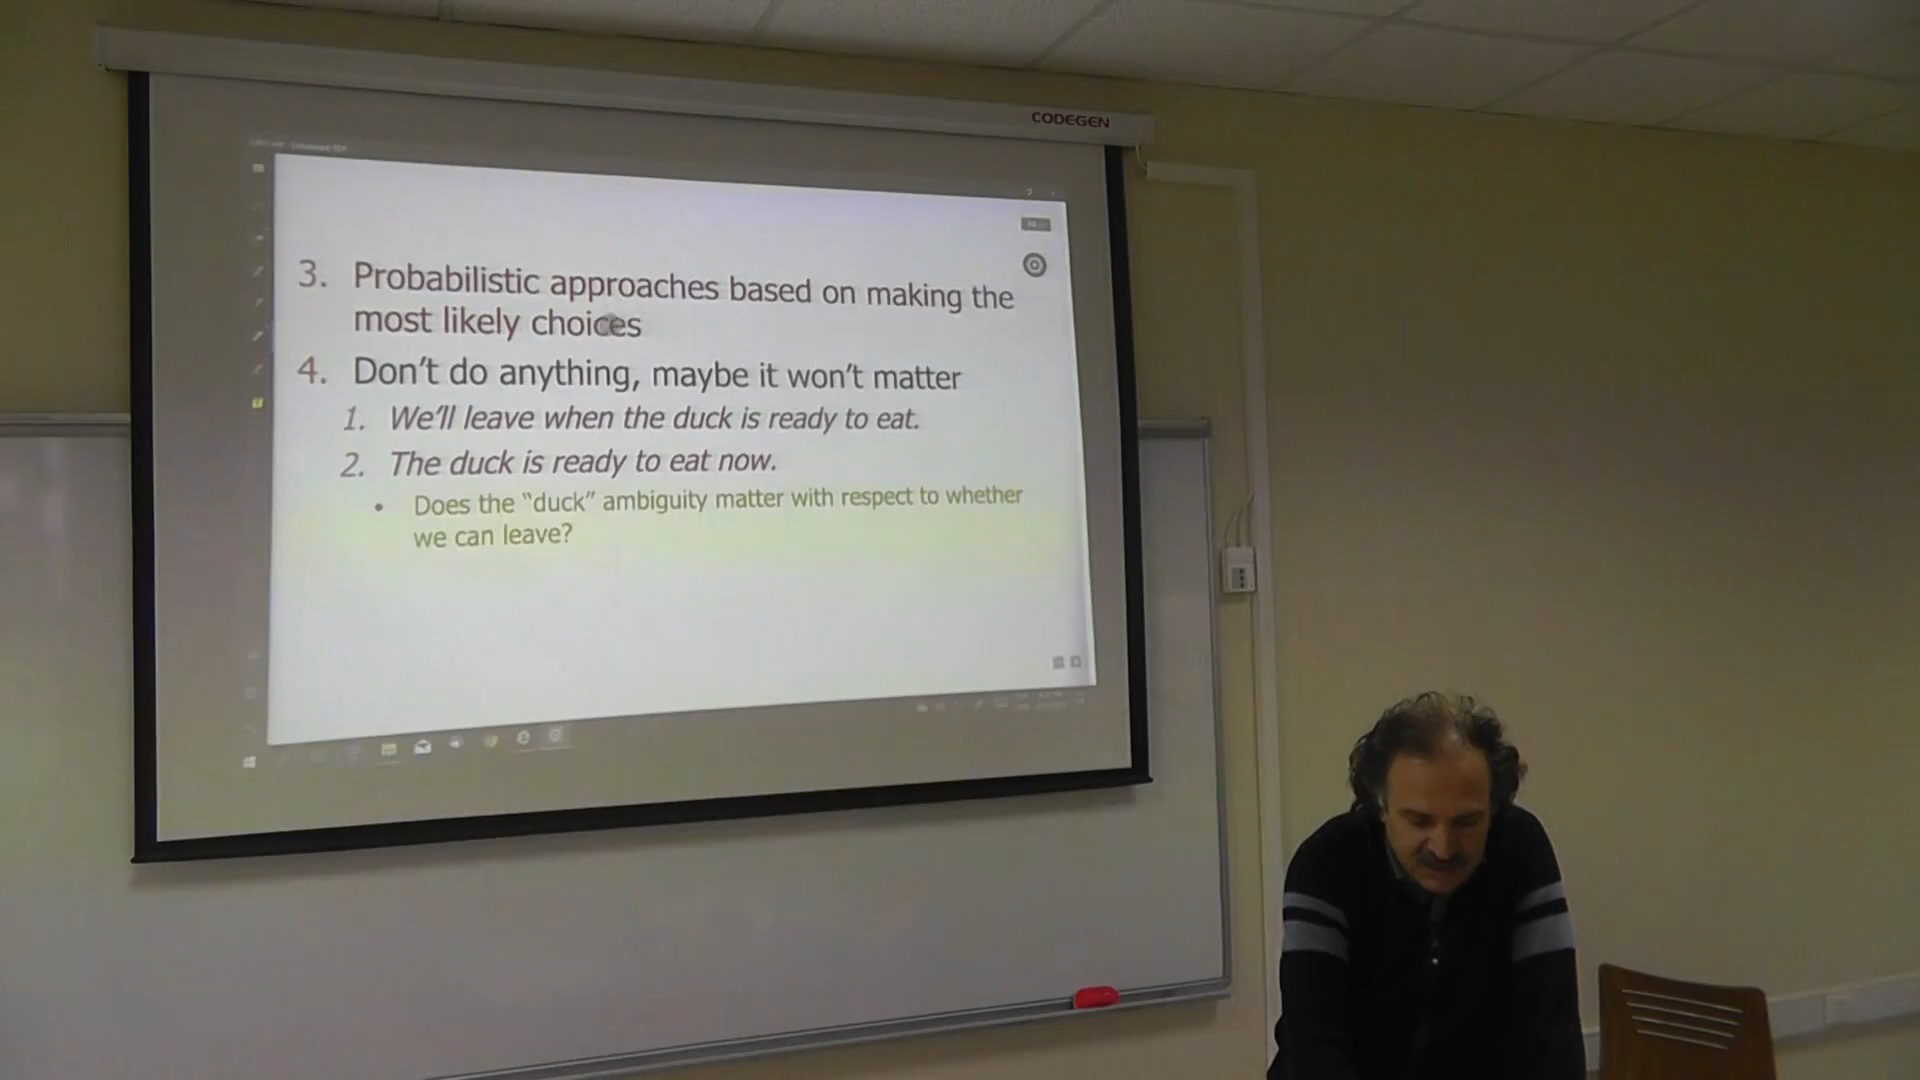 CODEGEN
3. Probabilistic approaches based on making the
most likely choices
4. Don't do anything, maybe it won't matter
1. We'll leave when the duck is ready to eat.
2. The duck is ready to eat now.
• Does the “duck” ambiguity matter with respect to whether
we can leave?